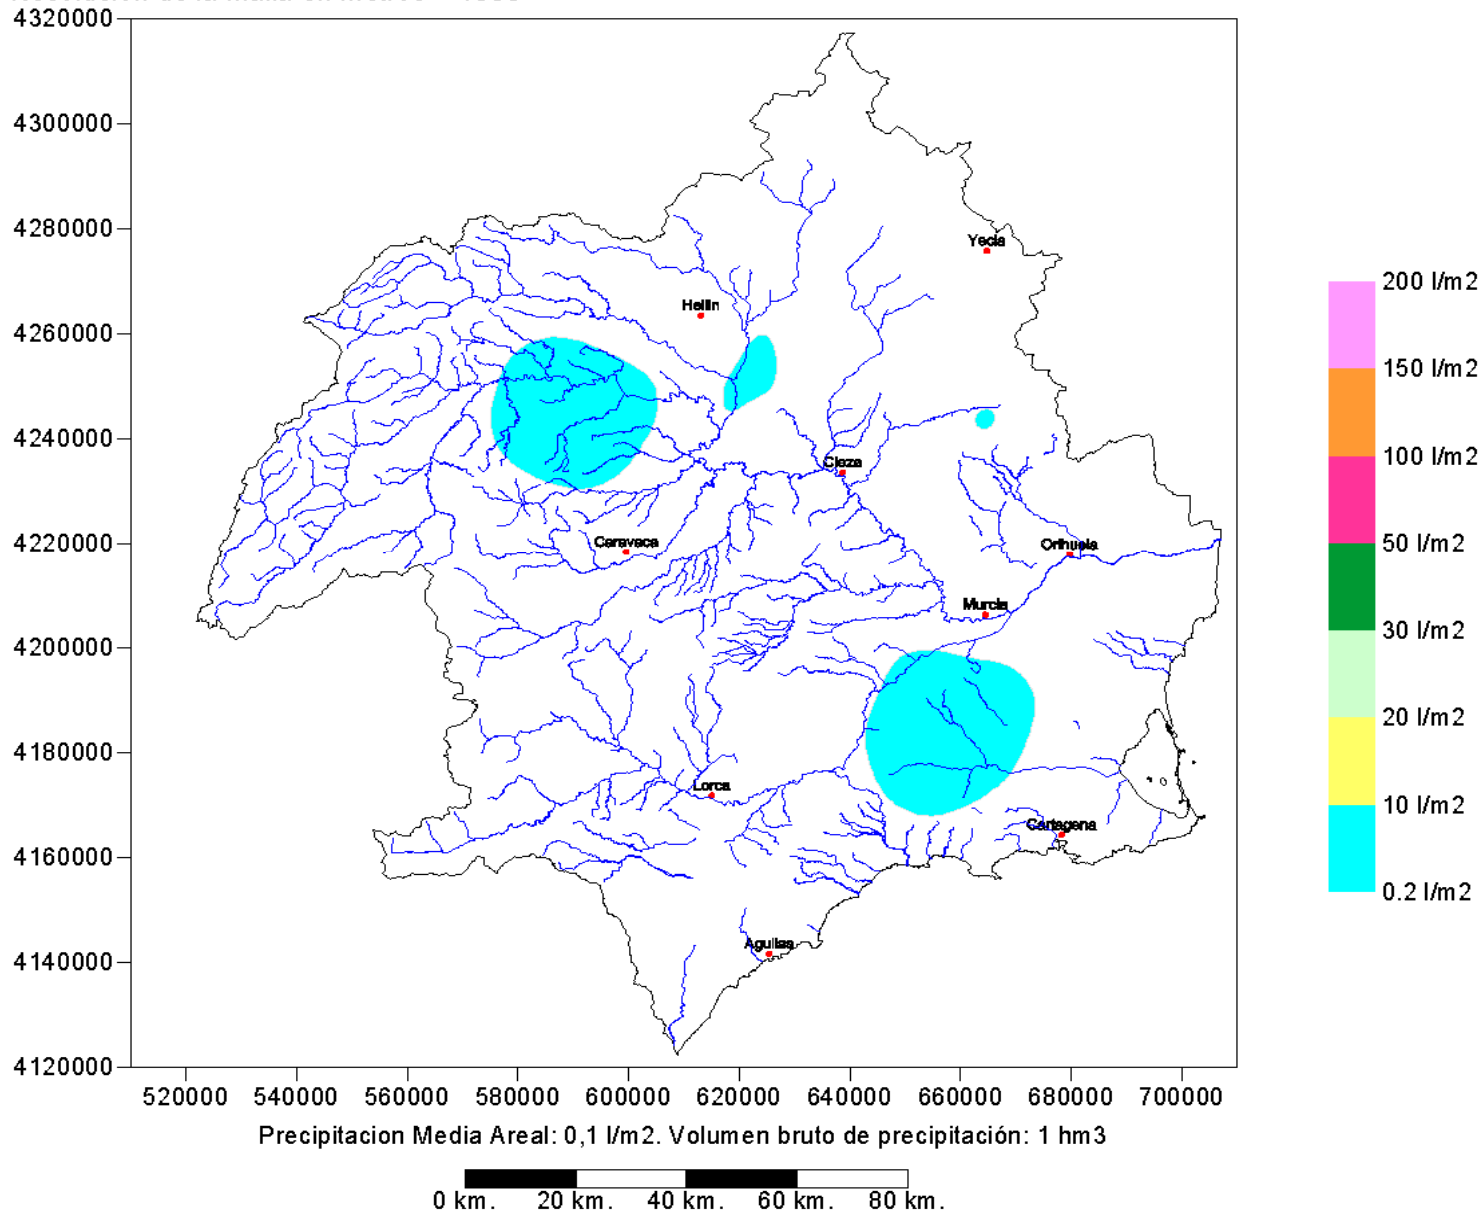 4320000
4300000
4280000
4260000
4240000
4220000
4200000
4180000
4160000
4140000
4120000
520000 540000 560000 580000 600000 620000 640000 660000 680000 700000
Yecla
Hellin
Cieza
Caravaca
Orihuela
Murcia
Lorca
Cartagena
Aguilas
200 l/m2
150 l/m2
100 l/m2
50 l/m2
30 l/m2
20 l/m2
10 l/m2
0.2 l/m2
Precipitacion Media Areal: 0,1 l/m2. Volumen bruto de precipitación: 1 hm3
0 km. 20 km. 40 km. 60 km. 80 km.